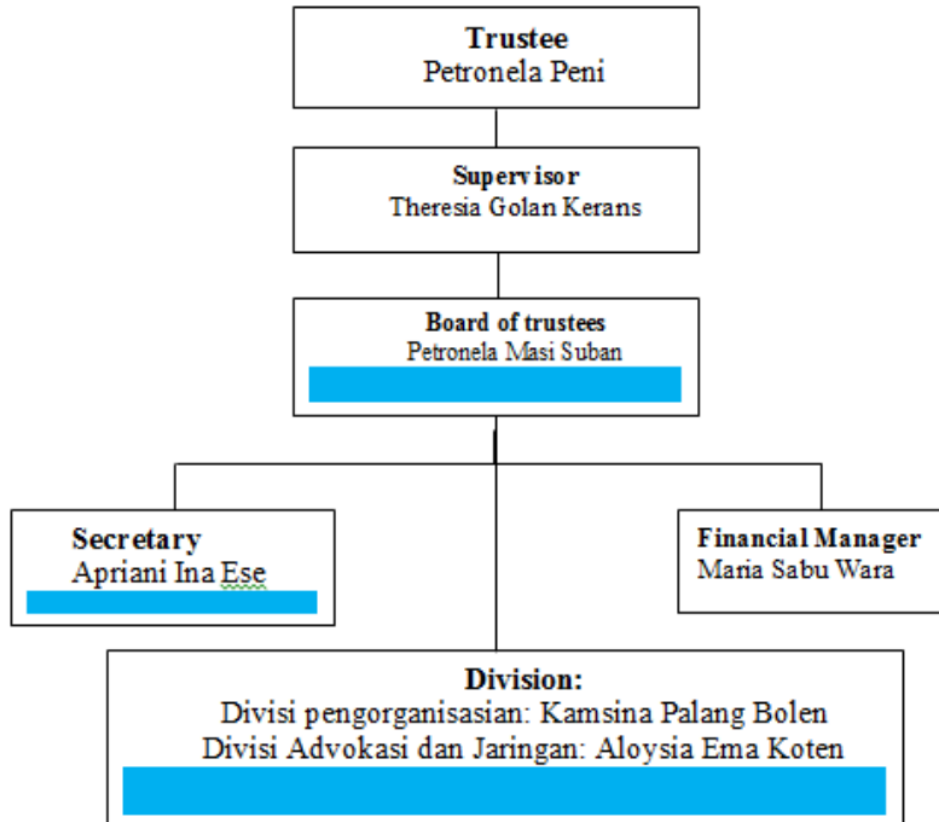 Trustee
Petronela Peni
Supervisor
Theresia Golan Kerans
Board of trustees
Petronela Masi Suban
Secretary
Apriani Ina Ese
Financial Manager
Maria Sabu Wara
Division:
Divisi pengorganisasian: Kamsina Palang Bolen
Divisi Advokasi dan Jaringan: Aloysia Ema Koten